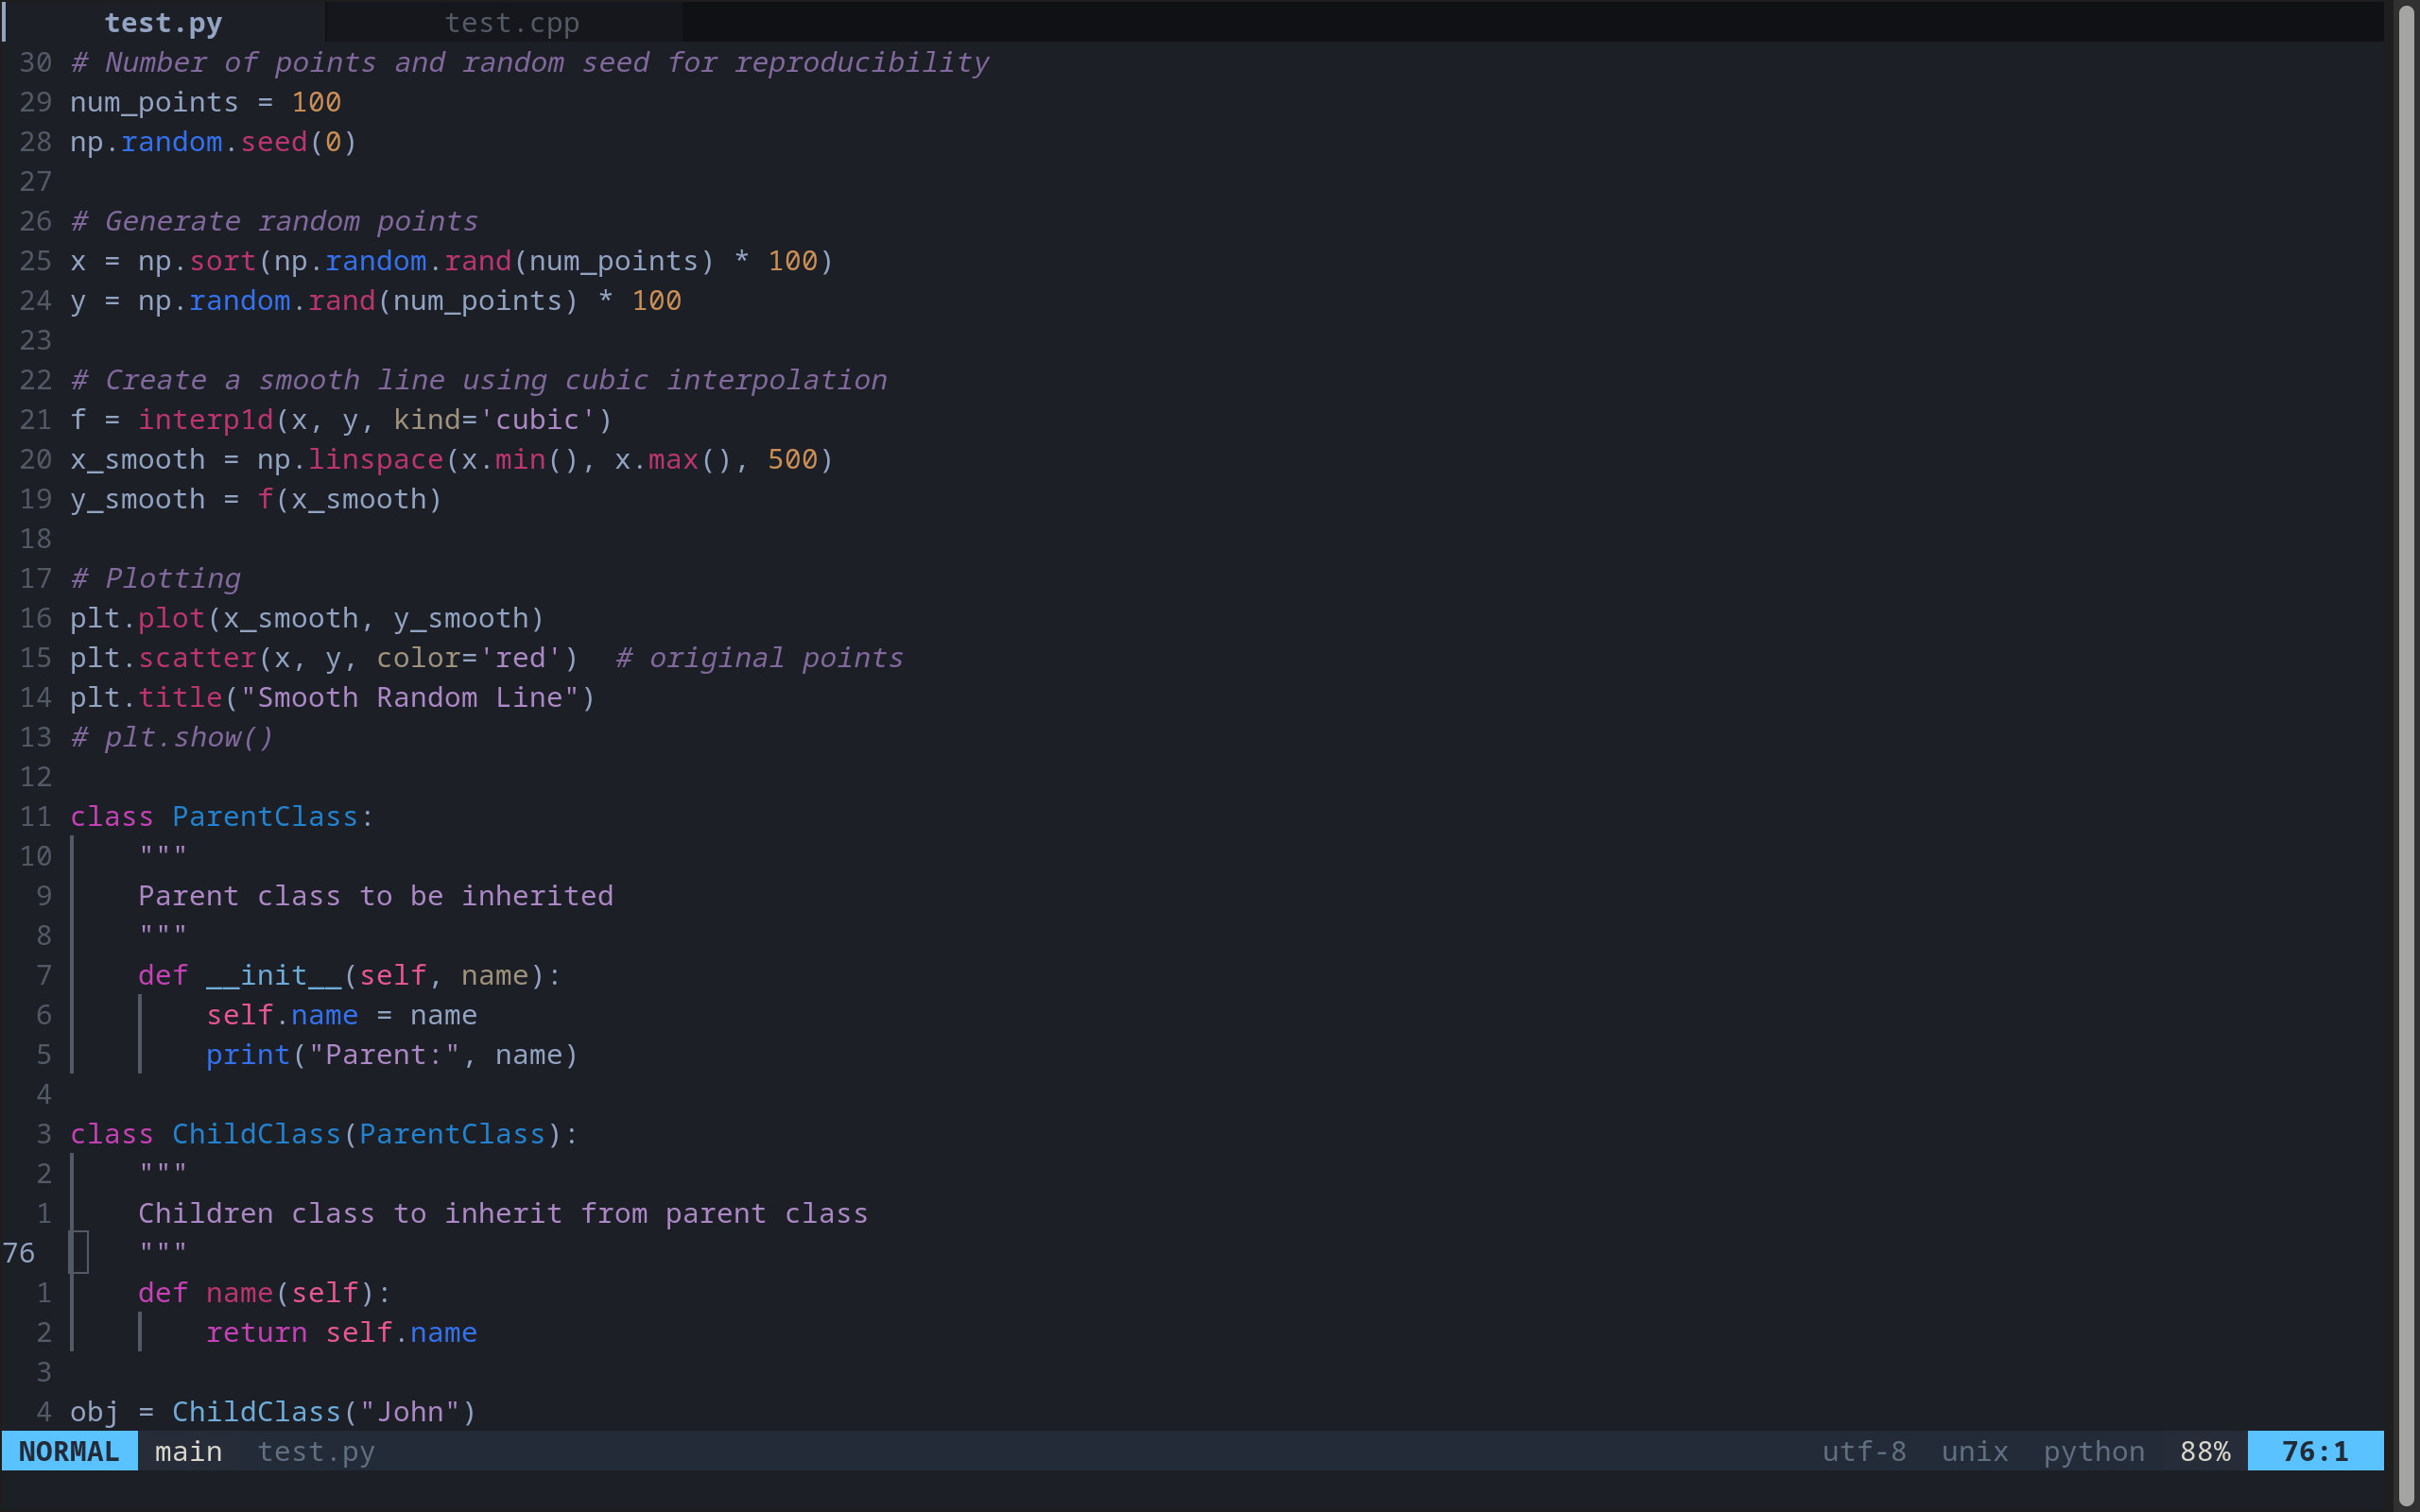 test.py test.cpp
30 # Number of points and random seed for reproducibility
29 num_points = 100
28 np.random.seed(0)
27
26 # Generate random points
25 x = np.sort(np.random.rand(num_points) * 100)
24 y = np.random.rand(num_points) * 100
23
22 # Create a smooth line using cubic interpolation
21 f = interp1d(x, y, kind='cubic')
20 x_smooth = np.linspace(x.min(), x.max(), 500)
19 y_smooth = f(x_smooth)
18
17 # Plotting
16 plt.plot(x_smooth, y_smooth)
15 plt.scatter(x, y, color='red')  # original points
14 plt.title("Smooth Random Line")
13 # plt.show()
12
11 class ParentClass:
10     """
 9     Parent class to be inherited
 8     """
 7     def __init__(self, name):
 6         self.name = name
 5         print("Parent:", name)
 4
 3 class ChildClass(ParentClass):
 2     """
 1     Children class to inherit from parent class
76     """
 1     def name(self):
 2         return self.name
 3
 4 obj = ChildClass("John")
NORMAL main test.py utf-8 unix python 88% 76:1